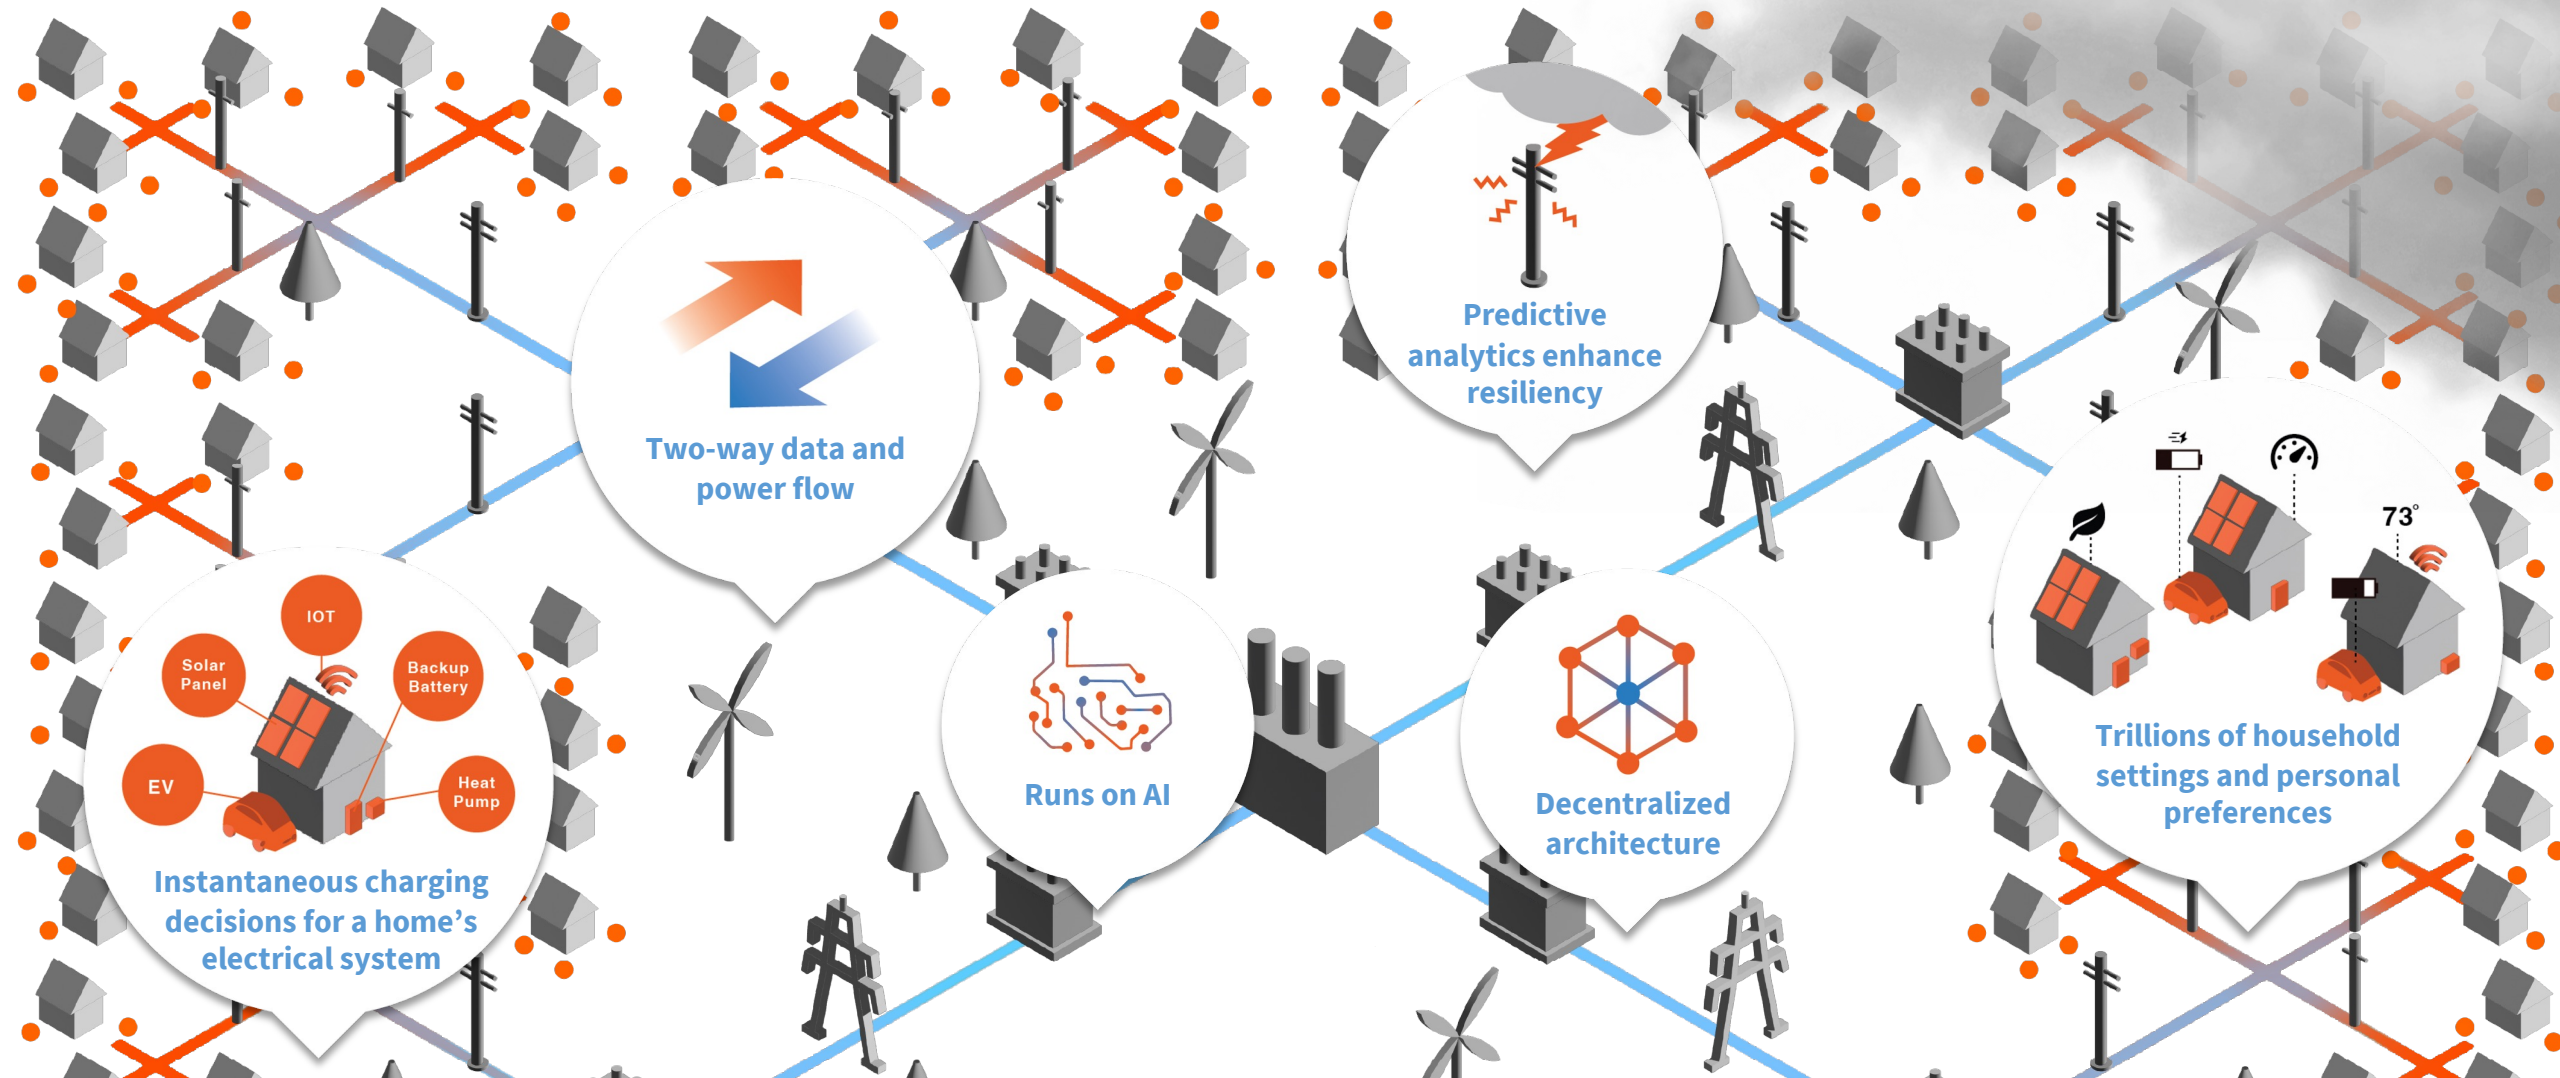 Predictive
analytics enhance
resiliency
Two-way data and
power flow
73°
IOT
Solar
Panel
Backup
Battery
EV
Heat
Pump
Instantaneous charging
decisions for a home’s
electrical system
Runs on AI
Decentralized
architecture
Trillions of household
settings and personal
preferences